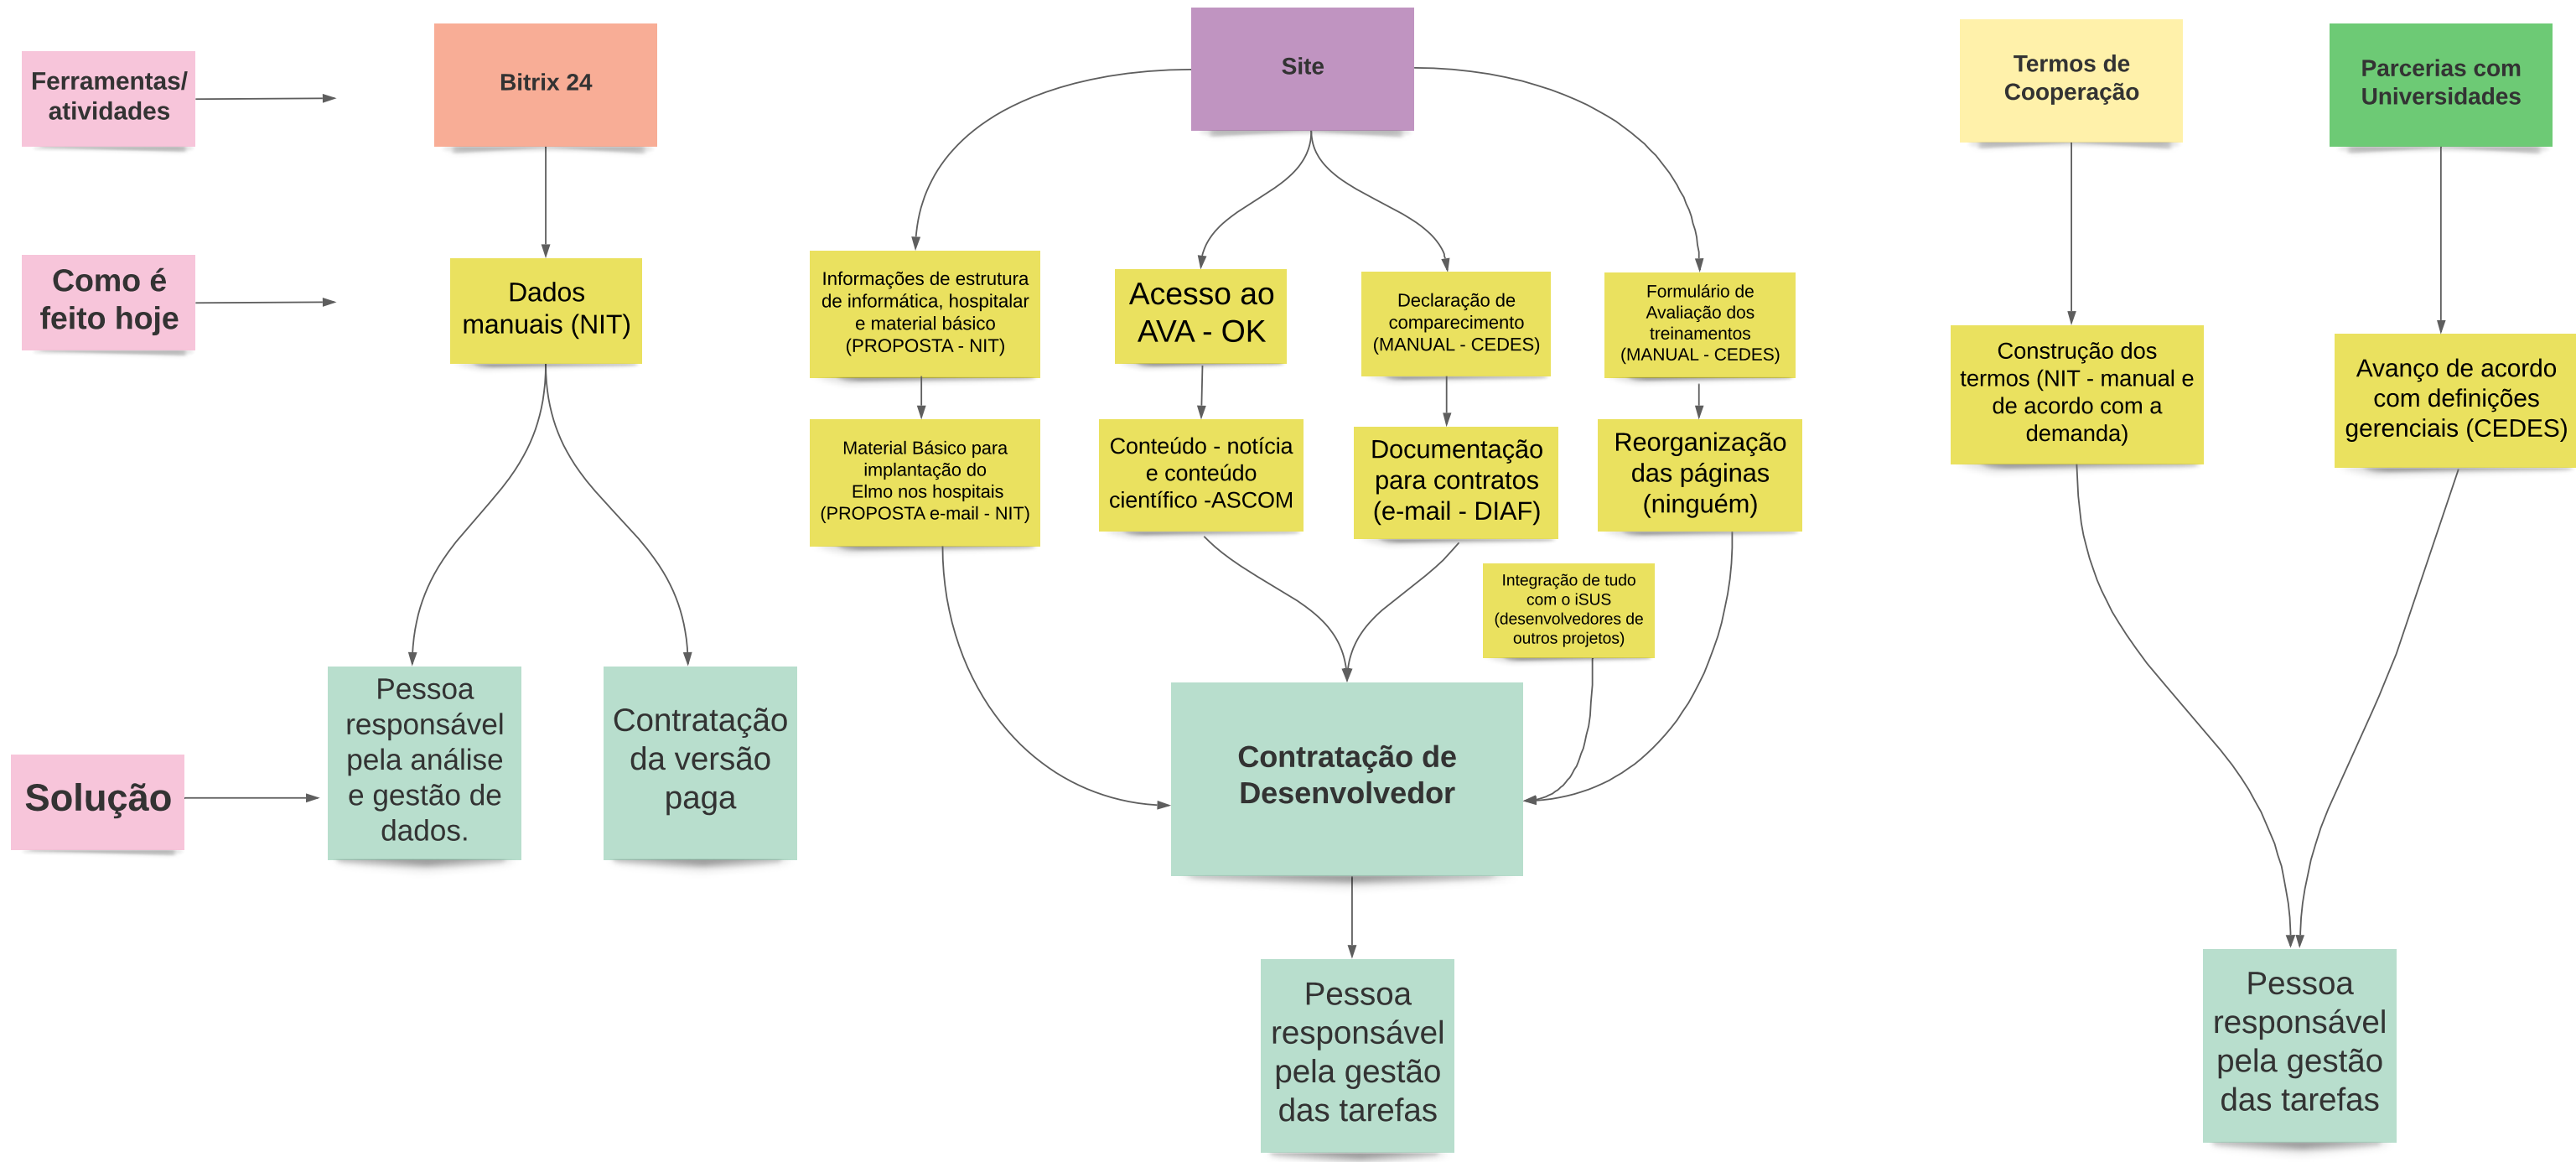 Ferramentas/
atividades
Bitrix 24
Site
Termos de
Cooperação
Parcerias com
Universidades
Como é
feito hoje
Dados
manuais (NIT)
Informações de estrutura
de informática, hospitalar
e material básico
(PROPOSTA - NIT)
Acesso ao
AVA - OK
Declaração de
comparecimento
(MANUAL - CEDES)
Formulário de
Avaliação dos
treinamentos
(MANUAL - CEDES)
Construção dos
termos (NIT - manual e
de acordo com a
demanda)
Avanço de acordo
com definições
gerenciais (CEDES)
Material Básico para
implantação do
Elmo nos hospitais
(PROPOSTA e-mail - NIT)
Conteúdo - notícia
e conteúdo
científico -ASCOM
Documentação
para contratos
(e-mail - DIAF)
Reorganização
das páginas
(ninguém)
Integração de tudo
com o iSUS
(desenvolvedores de
outros projetos)
Solução
Pessoa
responsável
pela análise
e gestão de
dados.
Contratação
da versão
paga
Contratação de
Desenvolvedor
Pessoa
responsável
pela gestão
das tarefas
Pessoa
responsável
pela gestão
das tarefas